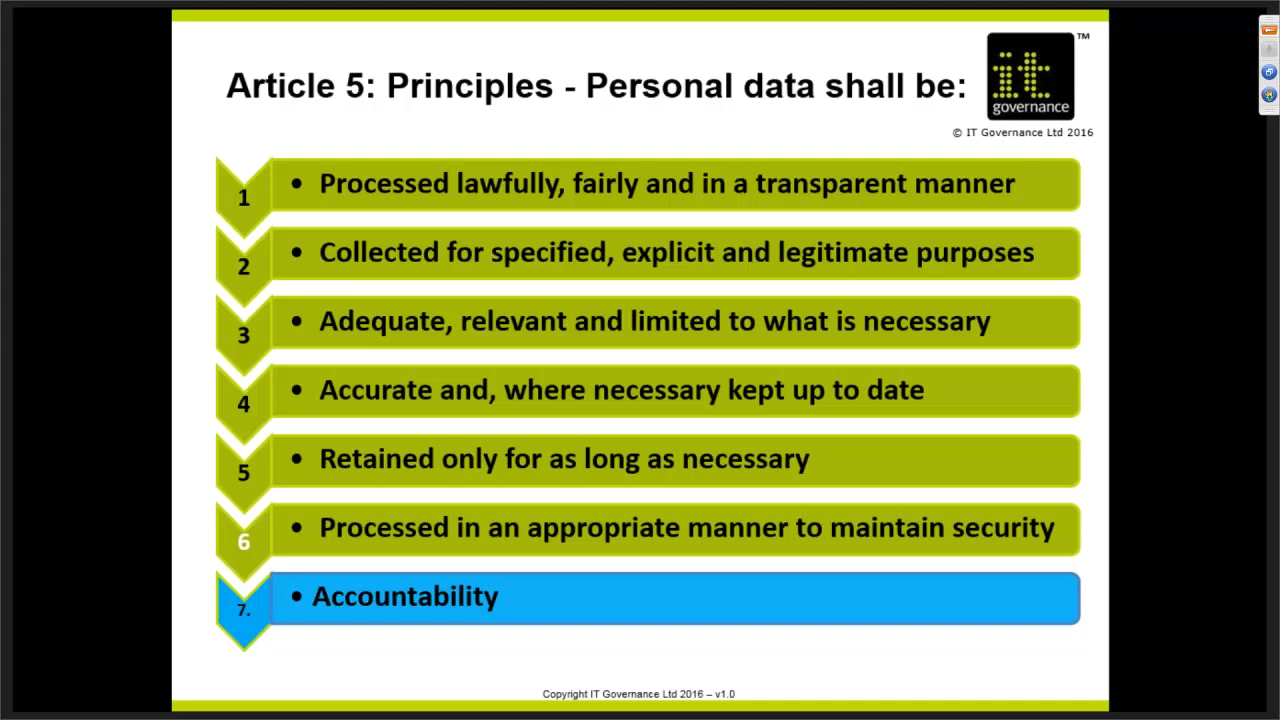 Article 5: Principles - Personal data shall be:
it
governance
™
© IT Governance Ltd 2016
1
• Processed lawfully, fairly and in a transparent manner
2
• Collected for specified, explicit and legitimate purposes
3
• Adequate, relevant and limited to what is necessary
4
• Accurate and, where necessary kept up to date
5
• Retained only for as long as necessary
6
• Processed in an appropriate manner to maintain security
7.
• Accountability
Copyright IT Governance Ltd 2016 – v1.0